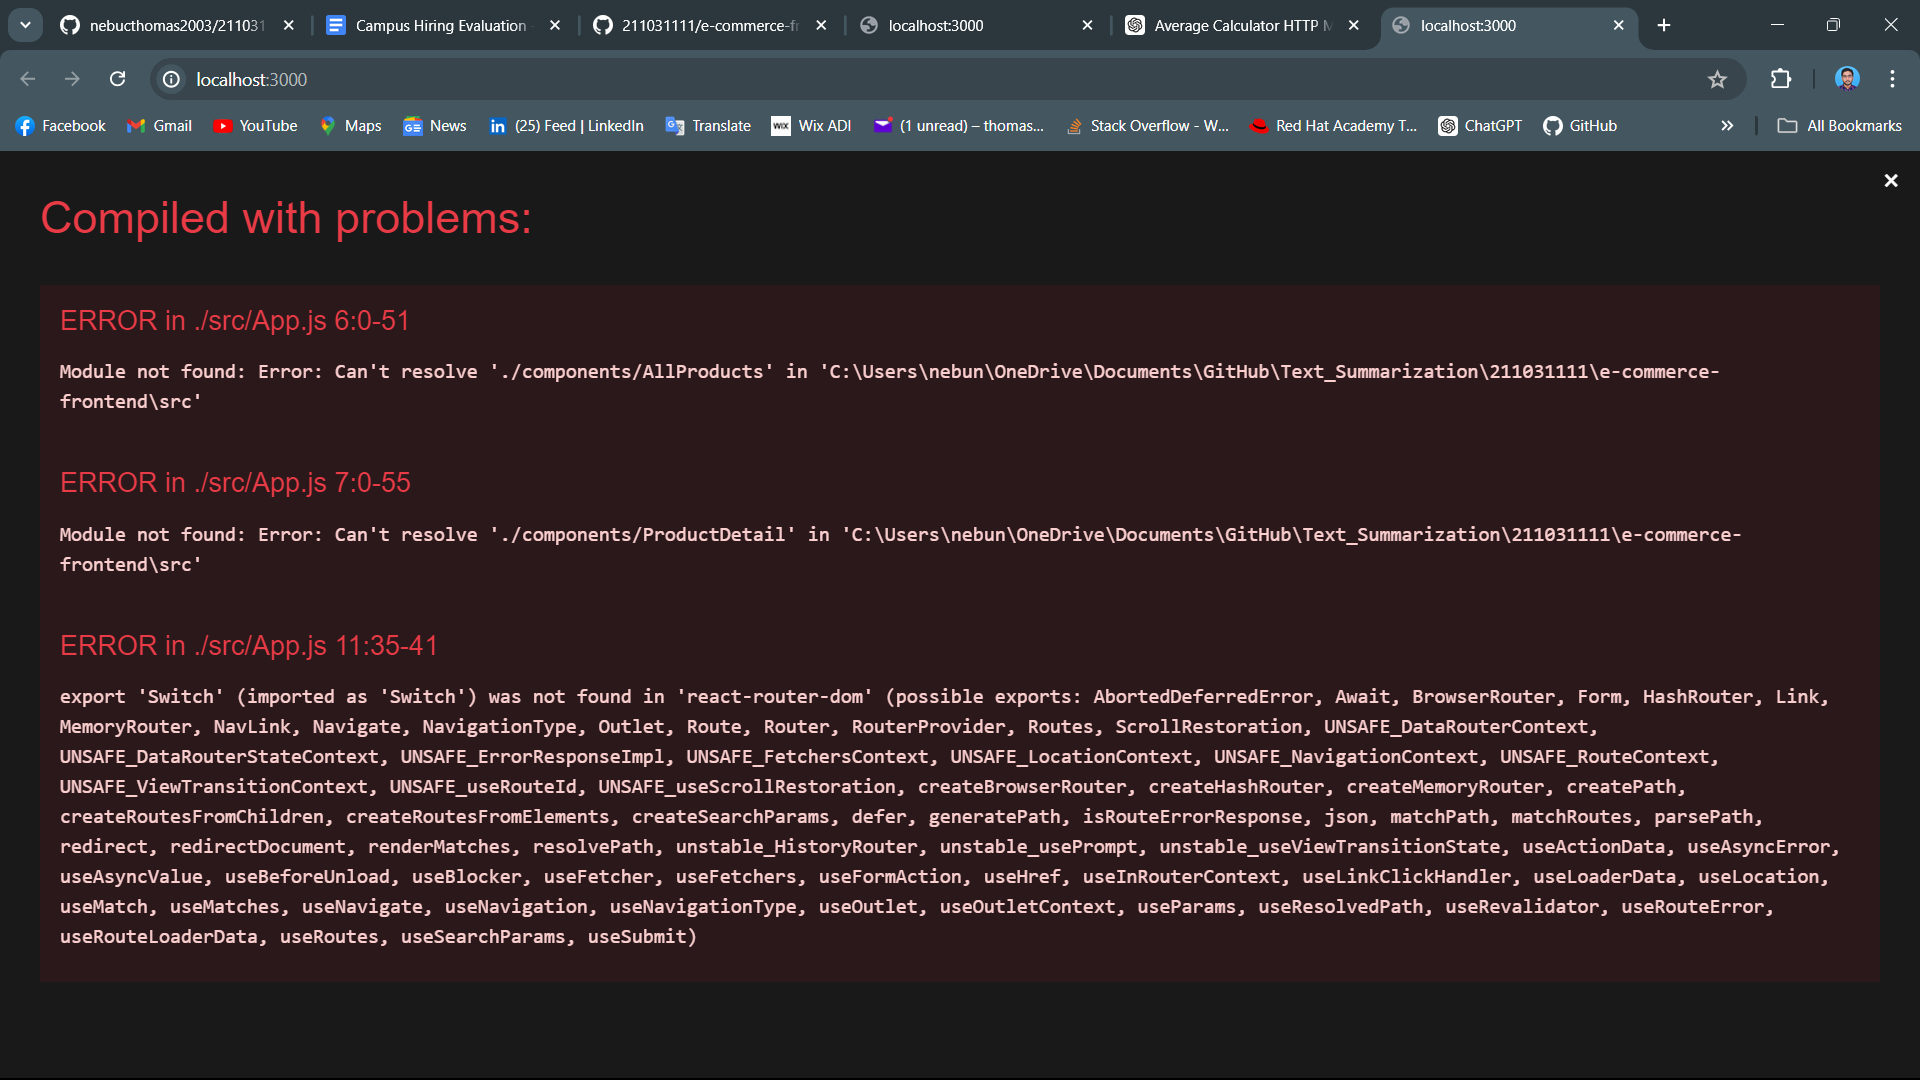 nebucthomas2003/211031
Campus Hiring Evaluation
211031111/e-commerce-fr
localhost:3000
Average Calculator HTTP M
localhost:3000
localhost:3000
Facebook
Gmail
YouTube
Maps
News
(25) Feed | LinkedIn
Translate
WIX
Wix ADI
(1 unread) – thomas...
Stack Overflow - W...
Red Hat Academy T...
ChatGPT
GitHub
All Bookmarks
Compiled with problems:
ERROR in ./src/App.js 6:0-51
Module not found: Error: Can't resolve './components/AllProducts' in 'C:\Users\nebun\OneDrive\Documents\GitHub\Text_Summarization\211031111\e-commerce-
frontend\src'
ERROR in ./src/App.js 7:0-55
Module not found: Error: Can't resolve './components/ProductDetail' in 'C:\Users\nebun\OneDrive\Documents\GitHub\Text_Summarization\211031111\e-commerce-
frontend\src'
ERROR in ./src/App.js 11:35-41
export 'Switch' (imported as 'Switch') was not found in 'react-router-dom' (possible exports: AbortedDeferredError, Await, BrowserRouter, Form, HashRouter, Link,
MemoryRouter, NavLink, Navigate, NavigationType, Outlet, Route, Router, RouterProvider, Routes, ScrollRestoration, UNSAFE_DataRouterContext,
UNSAFE_DataRouterStateContext, UNSAFE_ErrorResponseImpl, UNSAFE_FetchersContext, UNSAFE_LocationContext, UNSAFE_NavigationContext, UNSAFE_RouteContext,
UNSAFE_ViewTransitionContext, UNSAFE_useRouteId, UNSAFE_useScrollRestoration, createBrowserRouter, createHashRouter, createMemoryRouter, createPath,
createRoutesFromChildren, createRoutesFromElements, createSearchParams, defer, generatePath, isRouteErrorResponse, json, matchPath, matchRoutes, parsePath,
redirect, redirectDocument, renderMatches, resolvePath, unstable_HistoryRouter, unstable_usePrompt, unstable_useViewTransitionState, useActionData, useAsyncError,
useAsyncValue, useBeforeUnload, useBlocker, useFetcher, useFetchers, useFormAction, useHref, useInRouterContext, useLinkClickHandler, useLoaderData, useLocation,
useMatch, useMatches, useNavigate, useNavigation, useNavigationType, useOutlet, useOutletContext, useParams, useResolvedPath, useRevalidator, useRouteError,
useRouteLoaderData, useRoutes, useSearchParams, useSubmit)